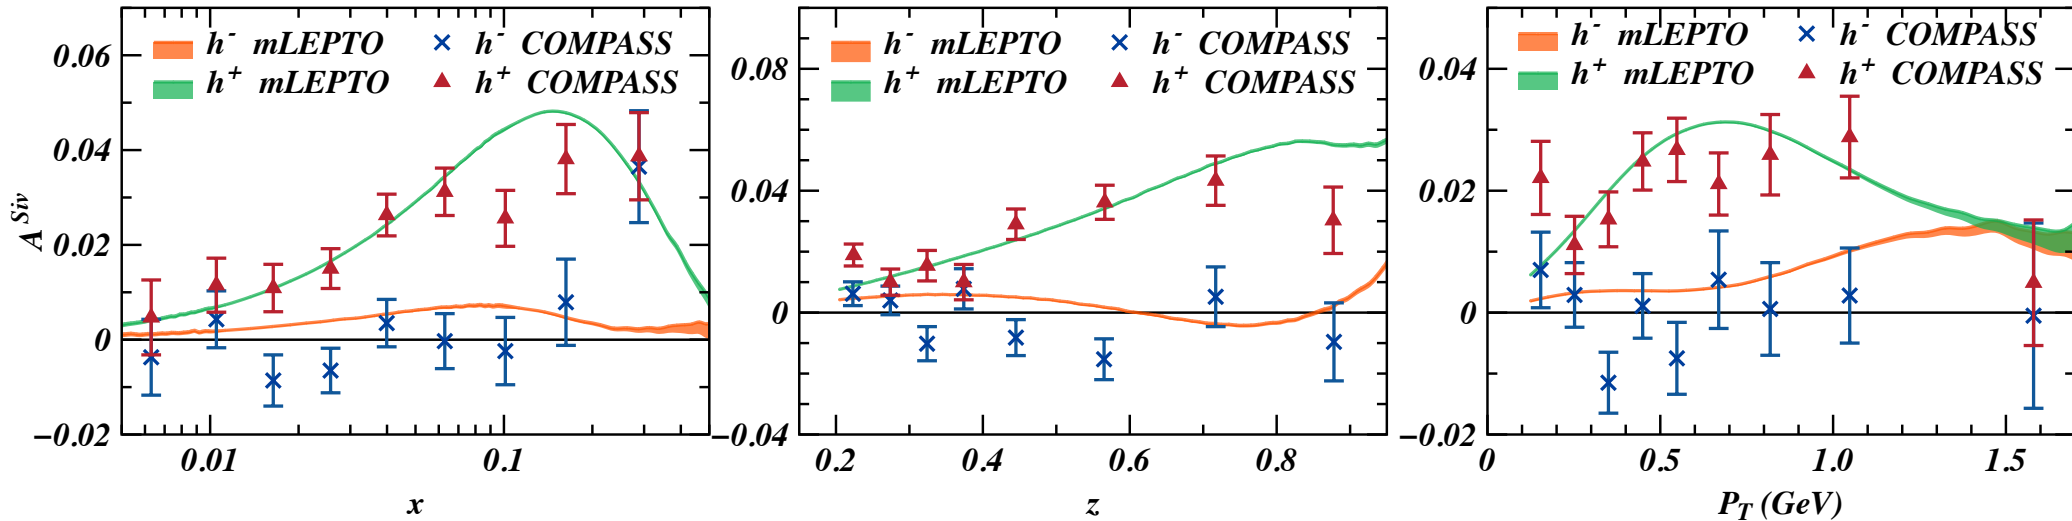 A^Siv
0.06
0.04
0.02
0
−0.02
h⁻ mLEPTO
h⁺ mLEPTO
h⁻ COMPASS
h⁺ COMPASS
0.01
0.1
x
0.08
0.04
0
−0.04
h⁻ mLEPTO
h⁺ mLEPTO
h⁻ COMPASS
h⁺ COMPASS
0.2
0.4
0.6
0.8
z
0.04
0.02
0
−0.02
h⁻ mLEPTO
h⁺ mLEPTO
h⁻ COMPASS
h⁺ COMPASS
0
0.5
1.0
1.5
P_T (GeV)